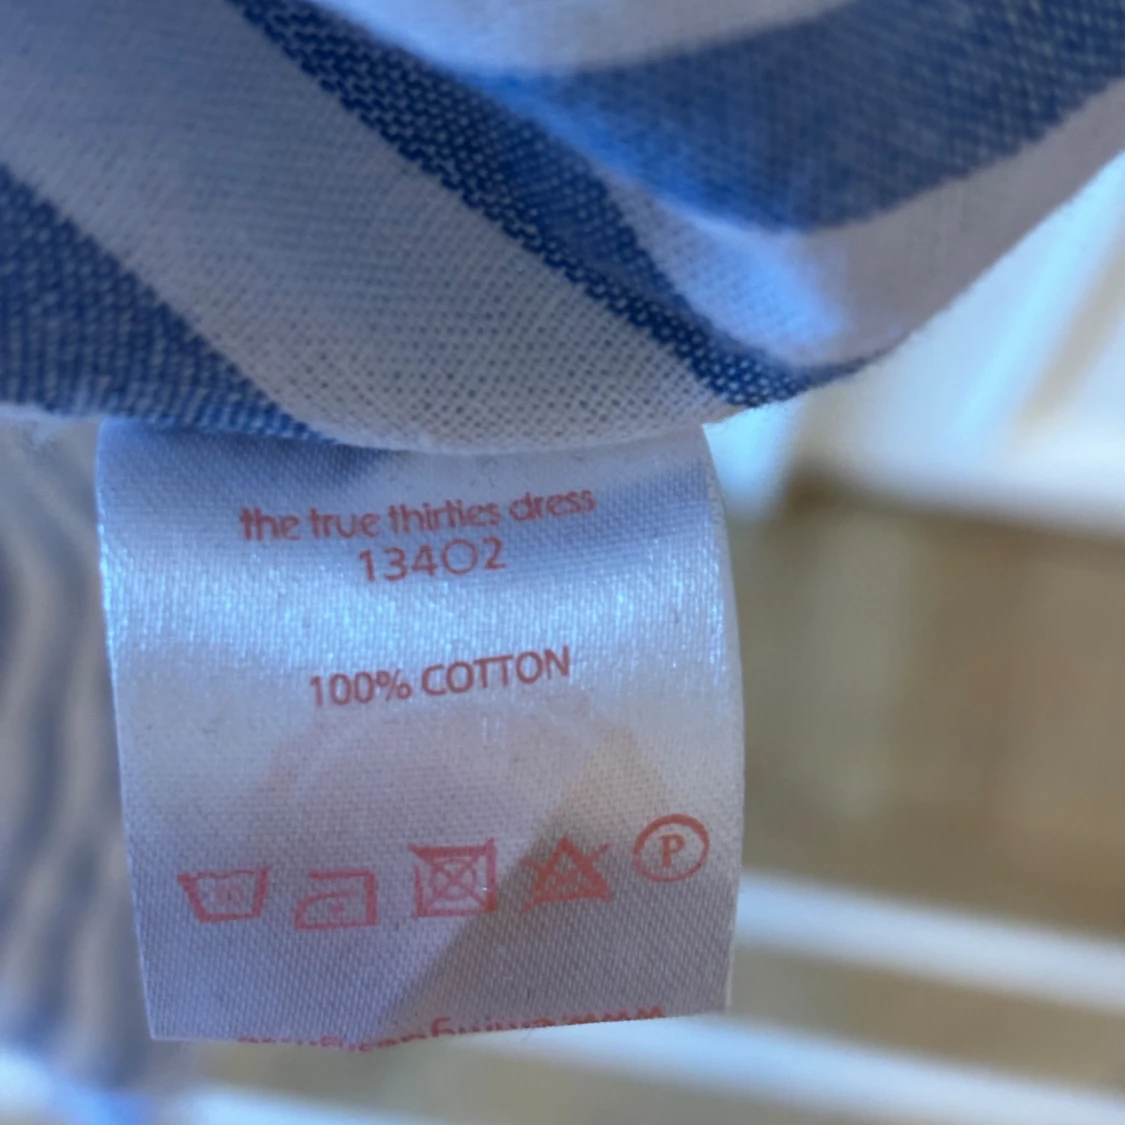 the true thirties dress
13402
100% COTTON
P